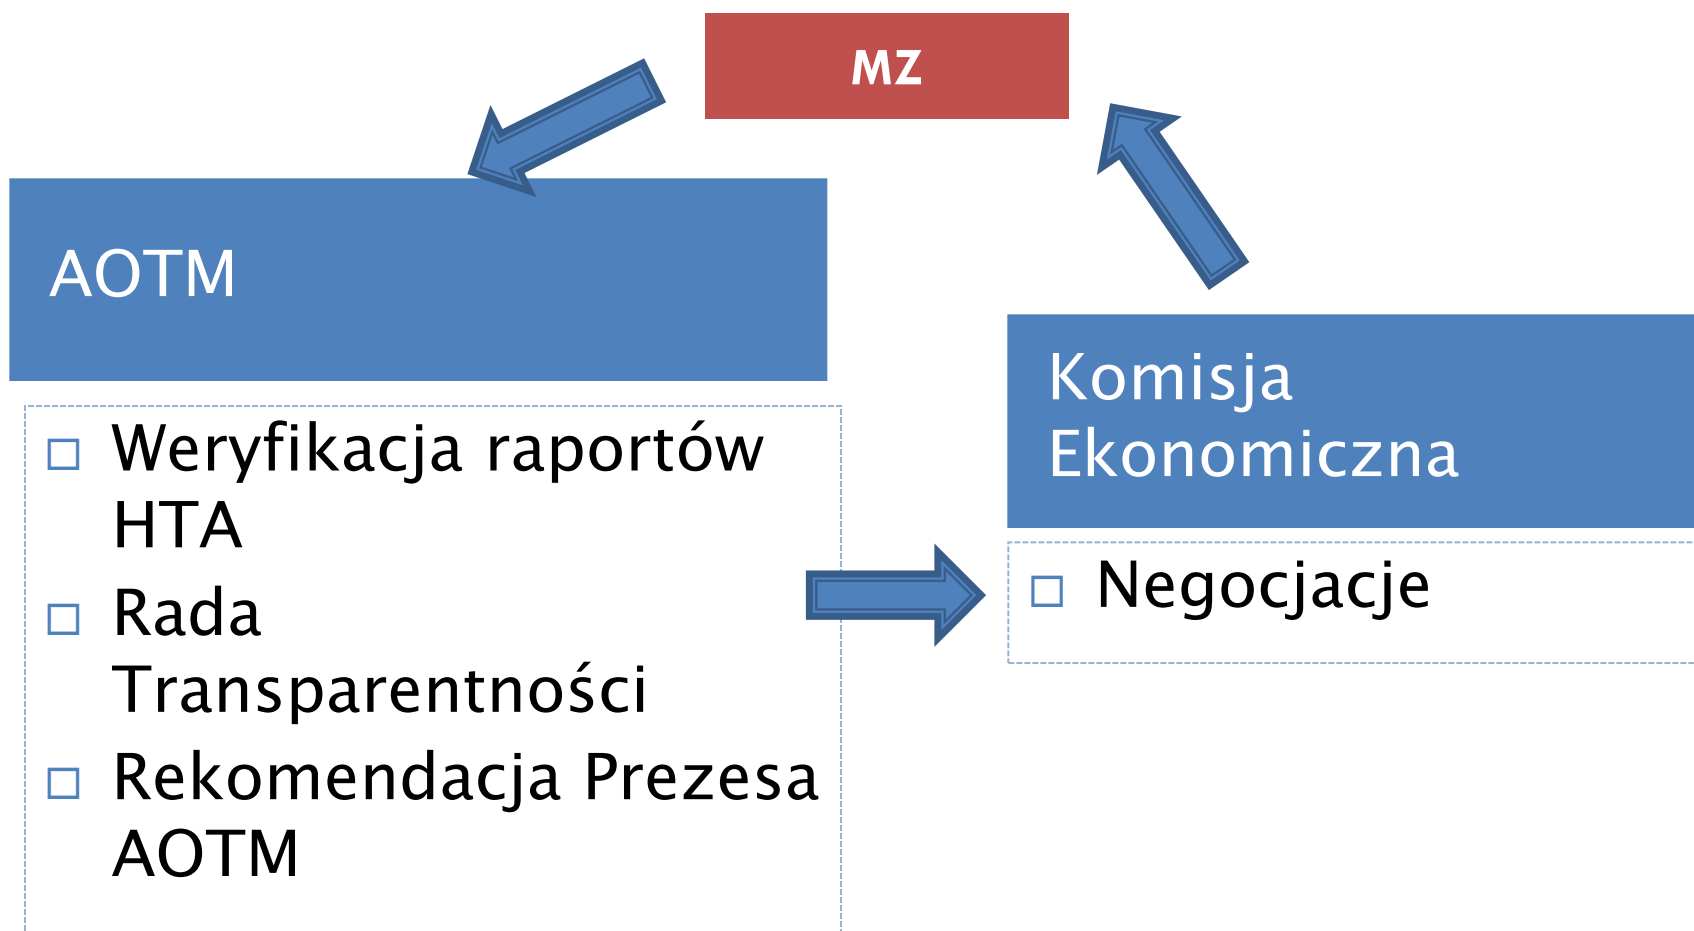 MZ
AOTM
Weryfikacja raportów
HTA
Rada
Transparentności
Rekomendacja Prezesa
AOTM
Komisja
Ekonomiczna
Negocjacje